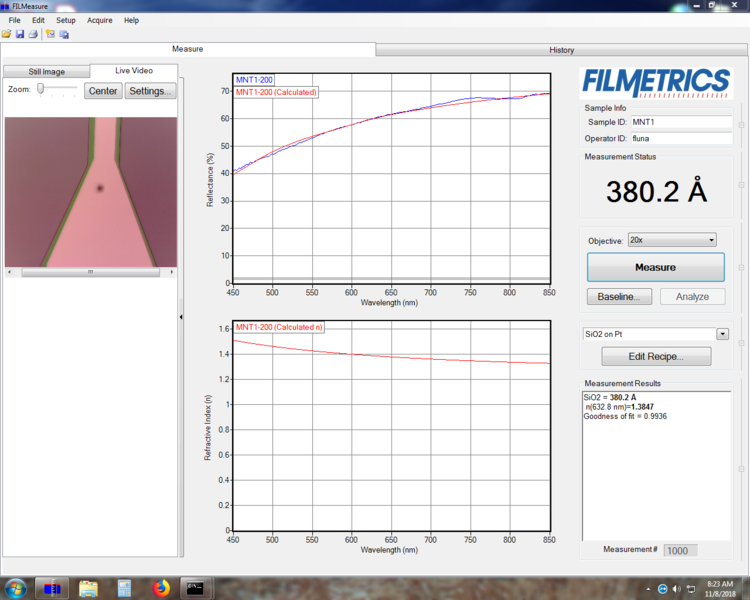 FILMeasure
File Edit Setup Acquire Help
Measure
History
Still Image
Live Video
Zoom:
Center
Settings...
MNT1-200
MNT1-200 (Calculated)
Reflectance (%)
70
60
50
40
30
20
10
0
450 500 550 600 650 700 750 800 850
Wavelength (nm)
MNT1-200 (Calculated n)
Refractive Index (n)
1.6
1.4
1.2
1
0.8
0.6
0.4
0.2
0
450 500 550 600 650 700 750 800 850
Wavelength (nm)
FILMETRICS
Sample Info
Sample ID: MNT1
Operator ID: fluna
Measurement Status
380.2 Å
Objective: 20x
Measure
Baseline...
Analyze
SiO2 on Pt
Edit Recipe...
Measurement Results
SiO2 = 380.2 Å
n(632.8 nm)=1.3847
Goodness of fit = 0.9936
Measurement # 1000
8:23 AM
11/8/2018